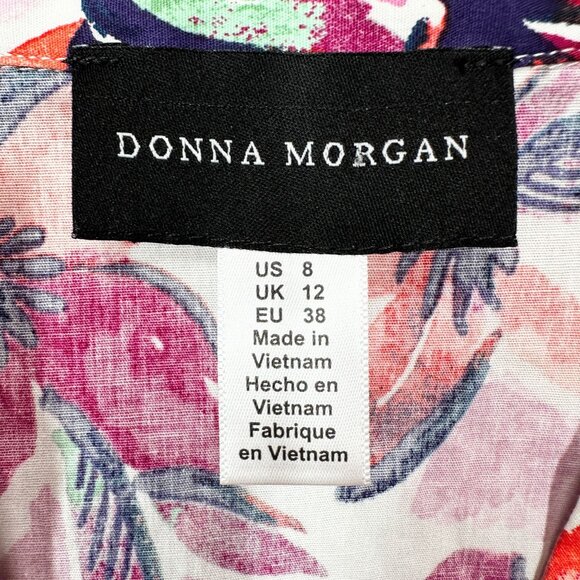 DONNA MORGAN
US 8
UK 12
EU 38
Made in
Vietnam
Hecho en
Vietnam
Fabrique
en Vietnam